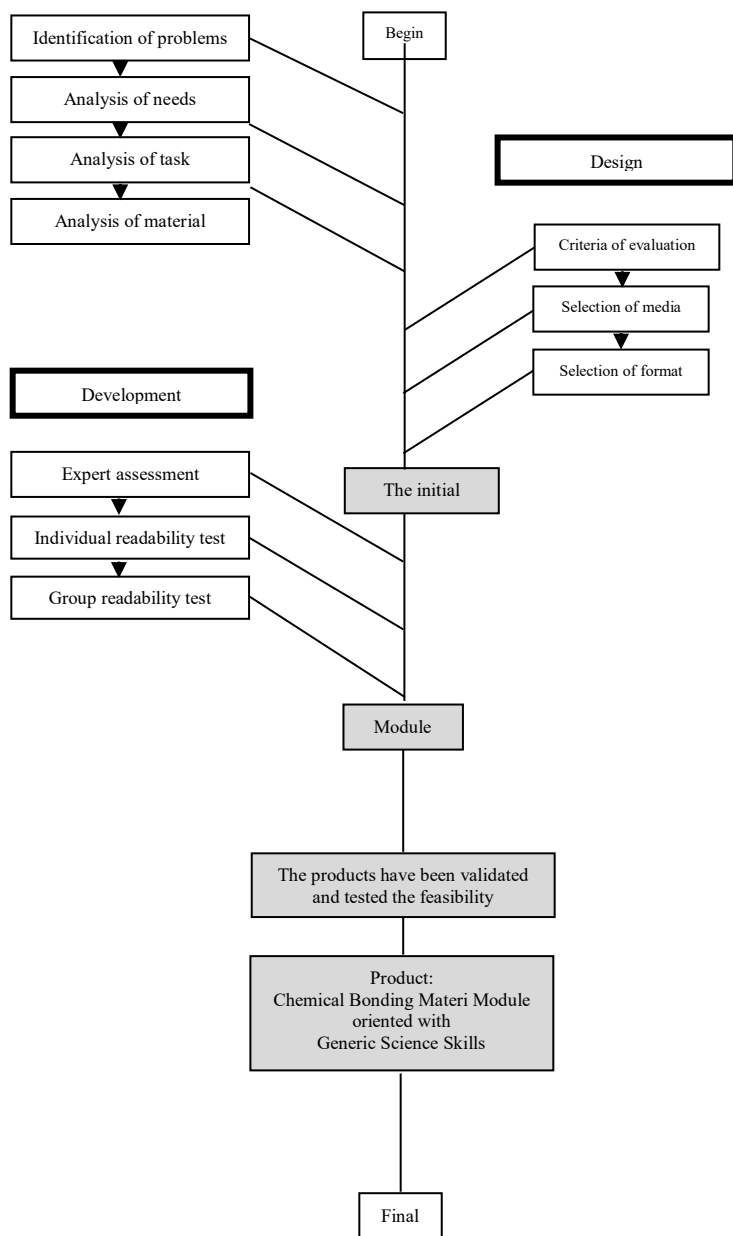 Begin
Identification of problems
Analysis of needs
Analysis of task
Analysis of material
Design
Criteria of evaluation
Selection of media
Selection of format
Development
Expert assessment
Individual readability test
Group readability test
The initial
Module
The products have been validated
and tested the feasibility
Product:
Chemical Bonding Materi Module
oriented with
Generic Science Skills
Final